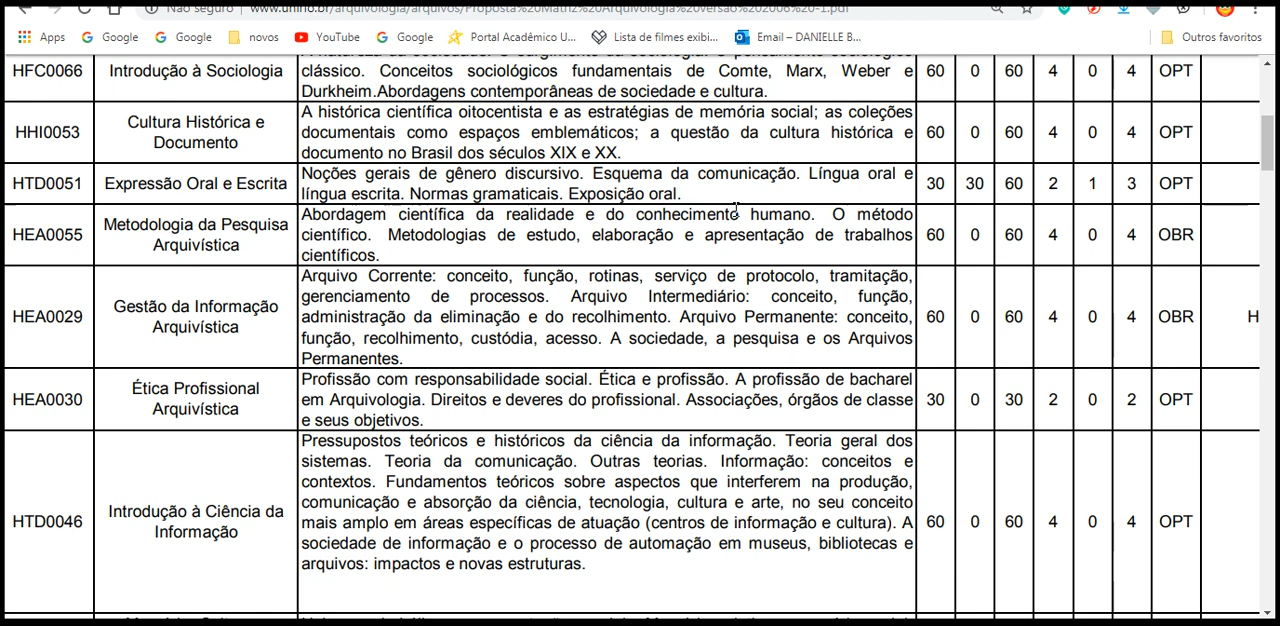 Não seguro | www.unirio.br/arquivologia/arquivos/Proposta%20Matriz%20Arquivologia%20versão%202006%20-1.pdf
Apps Google Google novos YouTube Google Portal Acadêmico U... Lista de filmes exibi... Email – DANIELLE B... Outros favoritos
HFC0066 Introdução à Sociologia
clássico. Conceitos sociológicos fundamentais de Comte, Marx, Weber e
Durkheim.Abordagens contemporâneas de sociedade e cultura.
60 0 60 4 0 4 OPT
HHI0053
Cultura Histórica e
Documento
A histórica científica oitocentista e as estratégias de memória social; as coleções
documentais como espaços emblemáticos; a questão da cultura histórica e
documento no Brasil dos séculos XIX e XX.
60 0 60 4 0 4 OPT
HTD0051 Expressão Oral e Escrita
Noções gerais de gênero discursivo. Esquema da comunicação. Língua oral e
língua escrita. Normas gramaticais. Exposição oral.
30 30 60 2 1 3 OPT
HEA0055
Metodologia da Pesquisa
Arquivística
Abordagem científica da realidade e do conhecimento humano. O método
científico. Metodologias de estudo, elaboração e apresentação de trabalhos
científicos.
60 0 60 4 0 4 OBR
HEA0029
Gestão da Informação
Arquivística
Arquivo Corrente: conceito, função, rotinas, serviço de protocolo, tramitação,
gerenciamento de processos. Arquivo Intermediário: conceito, função,
administração da eliminação e do recolhimento. Arquivo Permanente: conceito,
função, recolhimento, custódia, acesso. A sociedade, a pesquisa e os Arquivos
Permanentes.
60 0 60 4 0 4 OBR H
HEA0030
Ética Profissional
Arquivística
Profissão com responsabilidade social. Ética e profissão. A profissão de bacharel
em Arquivologia. Direitos e deveres do profissional. Associações, órgãos de classe
e seus objetivos.
30 0 30 2 0 2 OPT
HTD0046
Introdução à Ciência da
Informação
Pressupostos teóricos e históricos da ciência da informação. Teoria geral dos
sistemas. Teoria da comunicação. Outras teorias. Informação: conceitos e
contextos. Fundamentos teóricos sobre aspectos que interferem na produção,
comunicação e absorção da ciência, tecnologia, cultura e arte, no seu conceito
mais amplo em áreas específicas de atuação (centros de informação e cultura). A
sociedade de informação e o processo de automação em museus, bibliotecas e
arquivos: impactos e novas estruturas.
60 0 60 4 0 4 OPT